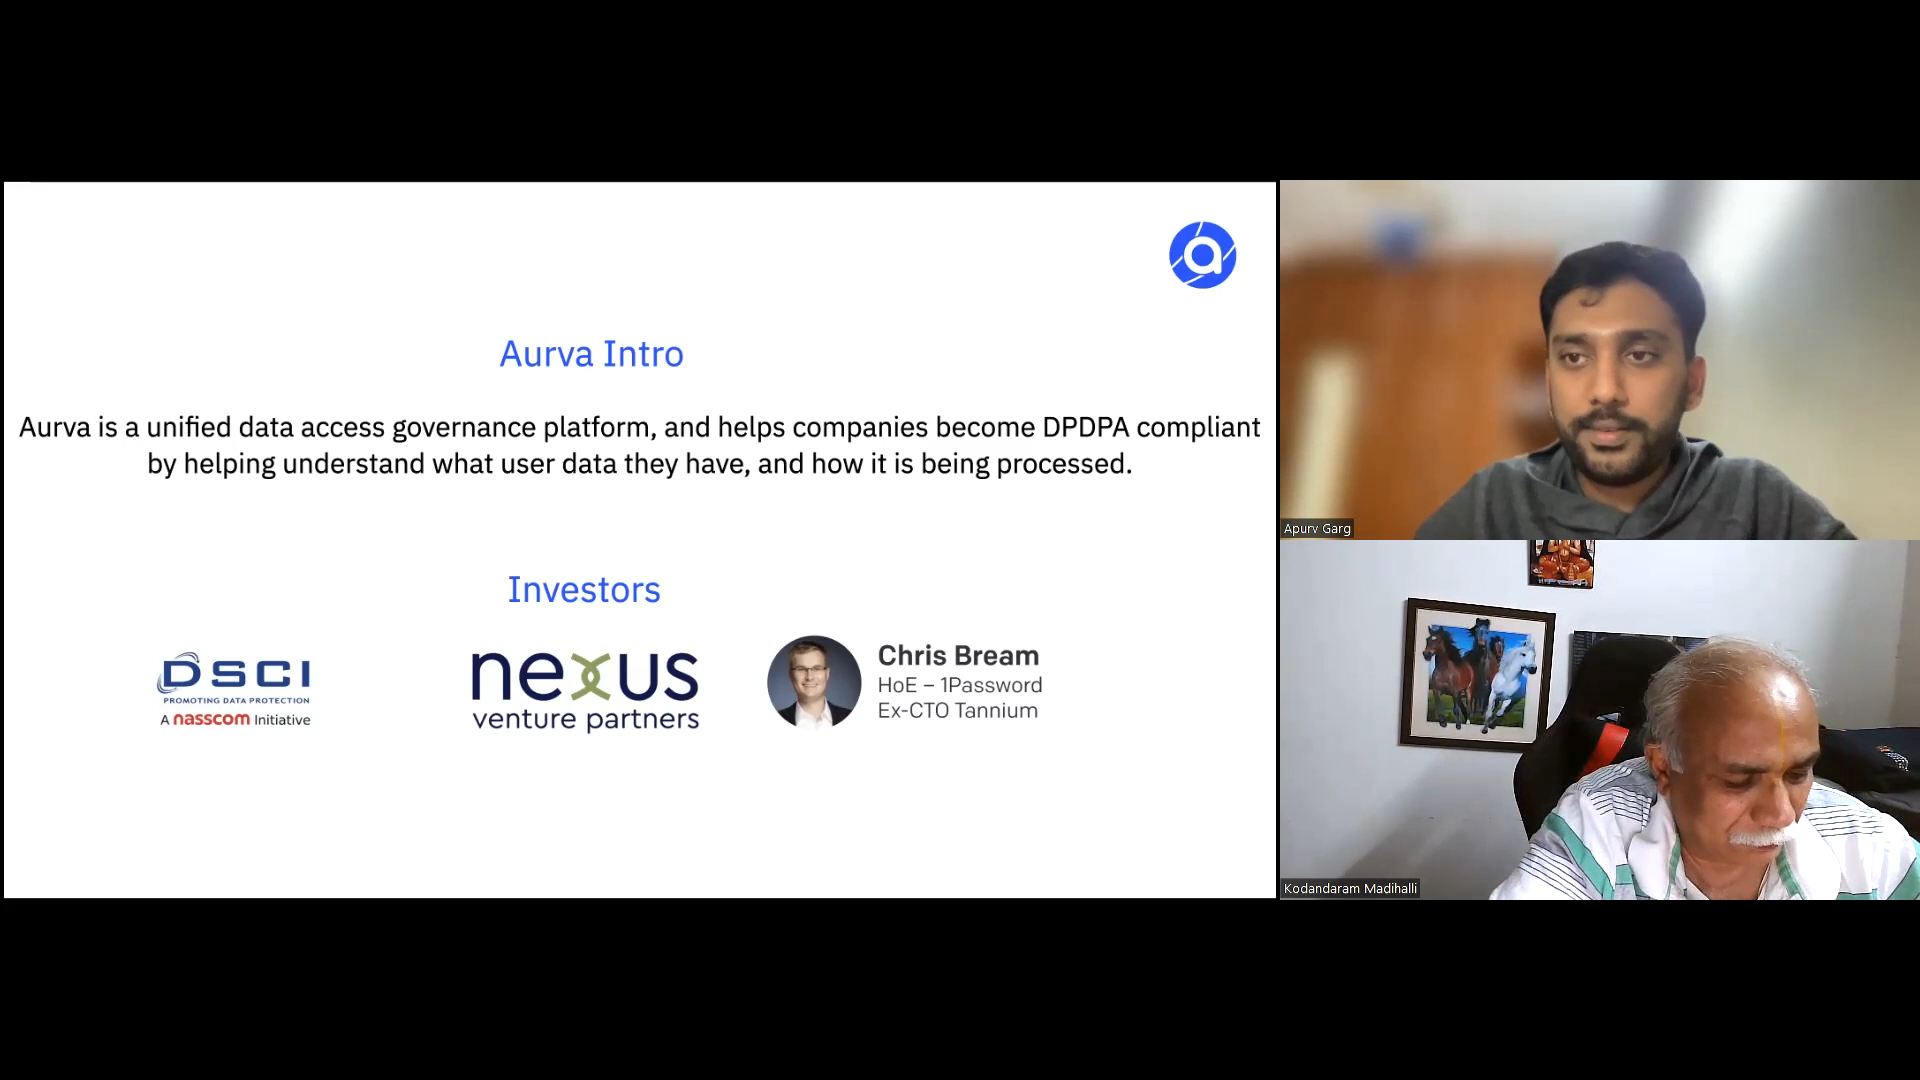 Aurva Intro
Aurva is a unified data access governance platform, and helps companies become DPDPA compliant
by helping understand what user data they have, and how it is being processed.
Investors
DSCI
PROMOTING DATA PROTECTION
A nasscom Initiative
nexus
venture partners
Chris Bream
HoE – 1Password
Ex-CTO Tannium
Apurv Garg
Kodandaram Madihalli